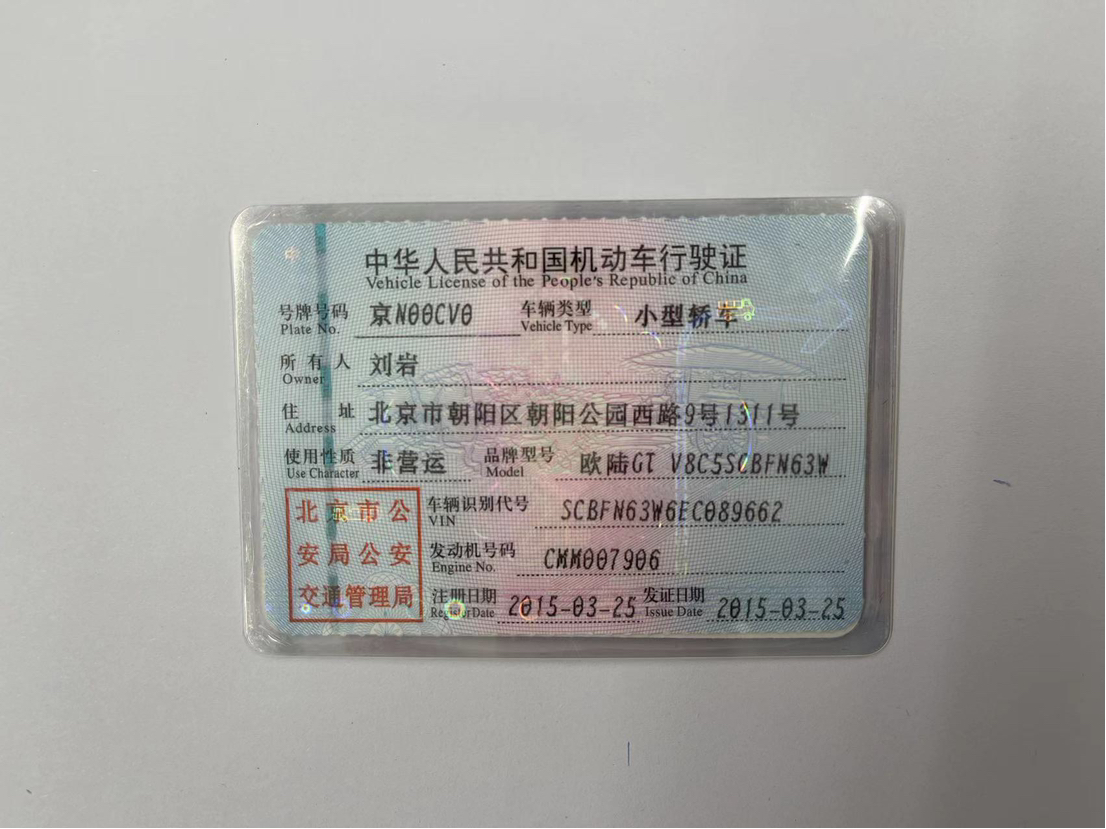 中华人民共和国机动车行驶证
Vehicle License of the People's Republic of China
号牌号码 京N00CV0 车辆类型 小型轿车
Plate No. Vehicle Type
所有人 刘岩
Owner
住址 北京市朝阳区朝阳公园西路9号1311号
Address
使用性质 非营运 品牌型号 欧陆GT V8C5SCBFN63W
Use Character Model
北京市公 车辆识别代号 SCBFN63W6EC089662
VIN
安局公安 发动机号码 CMM007906
Engine No.
交通管理局 注册日期 2015-03-25 发证日期 2015-03-25
Register Date Issue Date